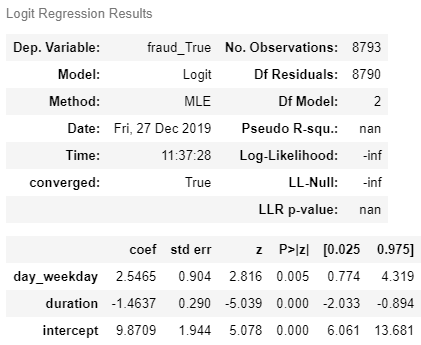 Logit Regression Results
Dep. Variable: fraud_True No. Observations: 8793
Model: Logit Df Residuals: 8790
Method: MLE Df Model: 2
Date: Fri, 27 Dec 2019 Pseudo R-squ.: nan
Time: 11:37:28 Log-Likelihood: -inf
converged: True LL-Null: -inf
LLR p-value: nan
coef std err z P>|z| [0.025 0.975]
day_weekday 2.5465 0.904 2.816 0.005 0.774 4.319
duration -1.4637 0.290 -5.039 0.000 -2.033 -0.894
intercept 9.8709 1.944 5.078 0.000 6.061 13.681